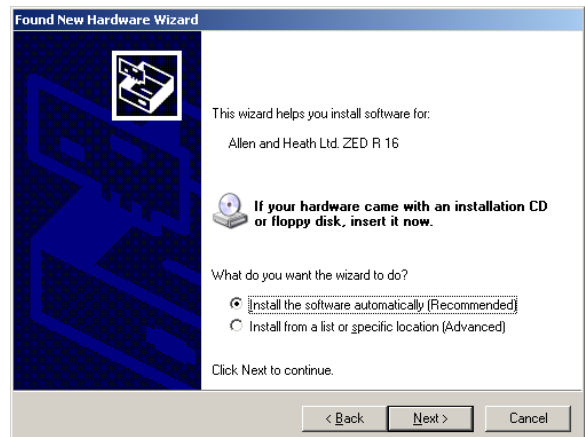 Found New Hardware Wizard
This wizard helps you install software for:
Allen and Heath Ltd. ZED R 16
If your hardware came with an installation CD
or floppy disk, insert it now.
What do you want the wizard to do?
Install the software automatically (Recommended)
Install from a list or specific location (Advanced)
Click Next to continue.
< Back Next > Cancel